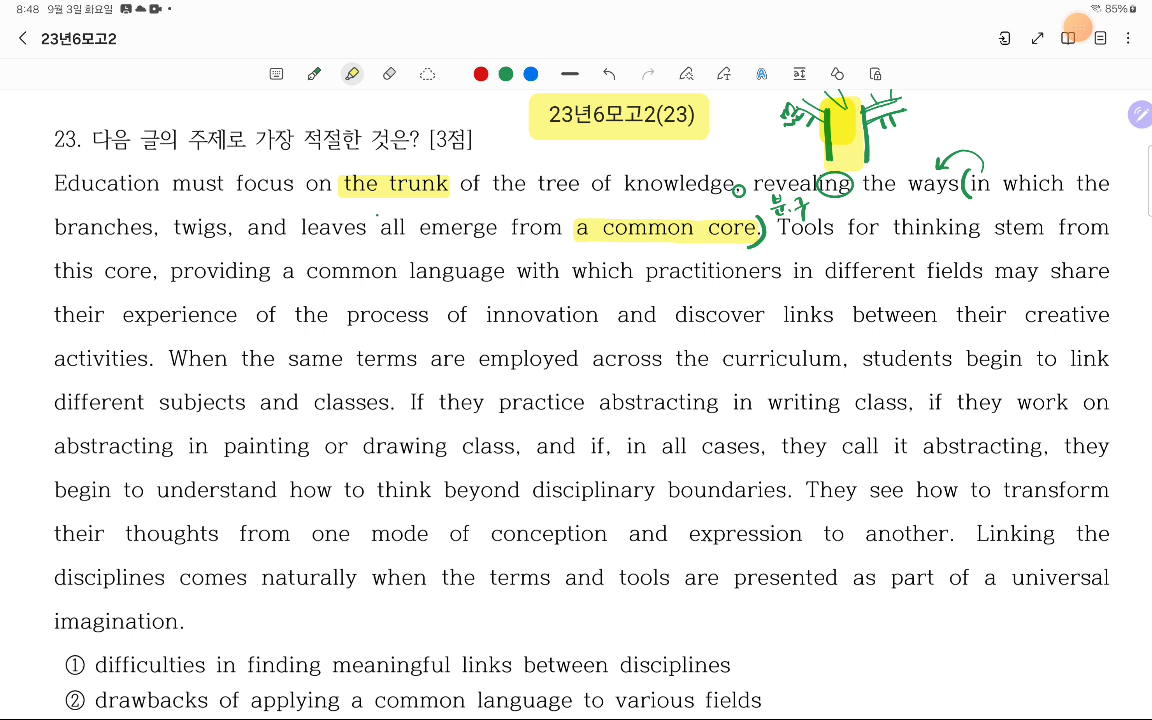 8:48 9월 3일 화요일
85%
23년6모고2
23년6모고2(23)
23. 다음 글의 주제로 가장 적절한 것은? [3점]
Education must focus on the trunk of the tree of knowledge, revealing the ways in which the
분.구
branches, twigs, and leaves all emerge from a common core. Tools for thinking stem from
this core, providing a common language with which practitioners in different fields may share
their experience of the process of innovation and discover links between their creative
activities. When the same terms are employed across the curriculum, students begin to link
different subjects and classes. If they practice abstracting in writing class, if they work on
abstracting in painting or drawing class, and if, in all cases, they call it abstracting, they
begin to understand how to think beyond disciplinary boundaries. They see how to transform
their thoughts from one mode of conception and expression to another. Linking the
disciplines comes naturally when the terms and tools are presented as part of a universal
imagination.
① difficulties in finding meaningful links between disciplines
② drawbacks of applying a common language to various fields